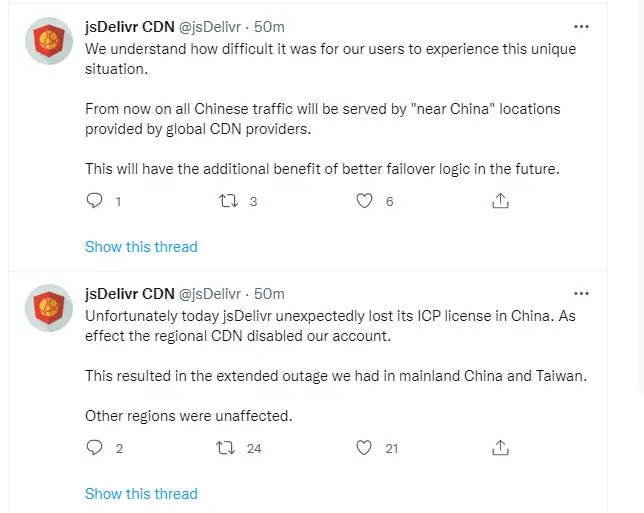 jsDelivr CDN @jsDelivr · 50m
We understand how difficult it was for our users to experience this unique
situation.
From now on all Chinese traffic will be served by "near China" locations
provided by global CDN providers.
This will have the additional benefit of better failover logic in the future.
1 3 6
Show this thread
jsDelivr CDN @jsDelivr · 50m
Unfortunately today jsDelivr unexpectedly lost its ICP license in China. As
effect the regional CDN disabled our account.
This resulted in the extended outage we had in mainland China and Taiwan.
Other regions were unaffected.
2 24 21
Show this thread